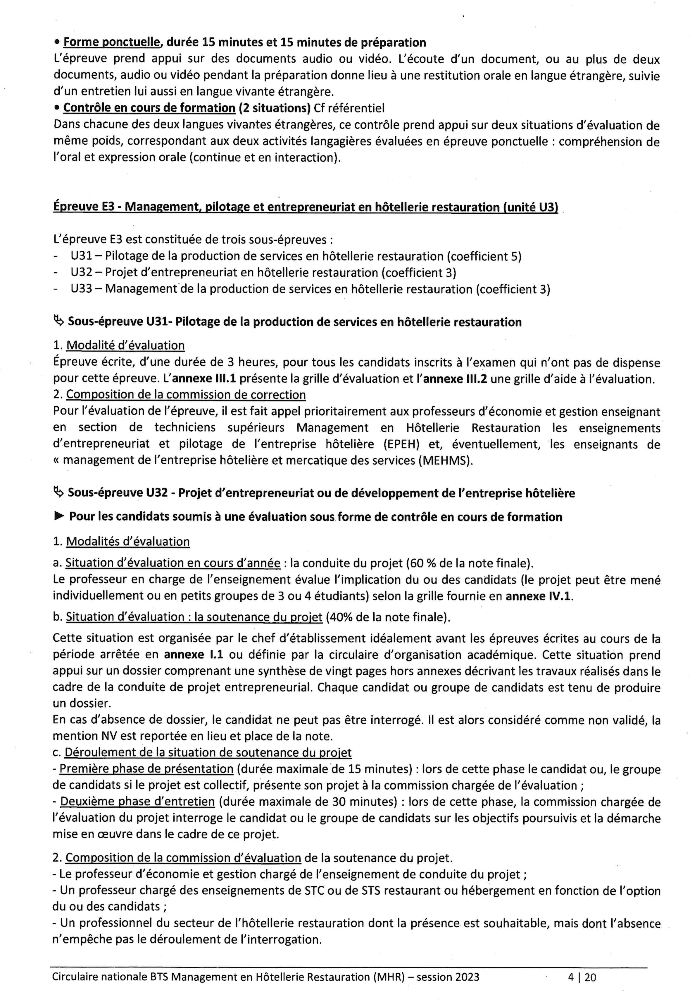 • Forme ponctuelle, durée 15 minutes et 15 minutes de préparation
L'épreuve prend appui sur des documents audio ou vidéo. L'écoute d'un document, ou au plus de deux
documents, audio ou vidéo pendant la préparation donne lieu à une restitution orale en langue étrangère, suivie
d'un entretien lui aussi en langue vivante étrangère.
• Contrôle en cours de formation (2 situations) Cf référentiel
Dans chacune des deux langues vivantes étrangères, ce contrôle prend appui sur deux situations d'évaluation de
même poids, correspondant aux deux activités langagières évaluées en épreuve ponctuelle : compréhension de
l'oral et expression orale (continue et en interaction).
Épreuve E3 - Management, pilotage et entrepreneuriat en hôtellerie restauration (unité U3)
L'épreuve E3 est constituée de trois sous-épreuves :
- U31 – Pilotage de la production de services en hôtellerie restauration (coefficient 5)
- U32 – Projet d'entrepreneuriat en hôtellerie restauration (coefficient 3)
- U33 – Management de la production de services en hôtellerie restauration (coefficient 3)
Sous-épreuve U31- Pilotage de la production de services en hôtellerie restauration
1. Modalité d'évaluation
Épreuve écrite, d'une durée de 3 heures, pour tous les candidats inscrits à l'examen qui n'ont pas de dispense
pour cette épreuve. L'annexe III.1 présente la grille d'évaluation et l'annexe III.2 une grille d'aide à l'évaluation.
2. Composition de la commission de correction
Pour l'évaluation de l'épreuve, il est fait appel prioritairement aux professeurs d'économie et gestion enseignant
en section de techniciens supérieurs Management en Hôtellerie Restauration les enseignements
d'entrepreneuriat et pilotage de l'entreprise hôtelière (EPEH) et, éventuellement, les enseignants de
« management de l'entreprise hôtelière et mercatique des services (MEHMS).
Sous-épreuve U32 - Projet d'entrepreneuriat ou de développement de l'entreprise hôtelière
► Pour les candidats soumis à une évaluation sous forme de contrôle en cours de formation
1. Modalités d'évaluation
a. Situation d'évaluation en cours d'année : la conduite du projet (60 % de la note finale).
Le professeur en charge de l'enseignement évalue l'implication du ou des candidats (le projet peut être mené
individuellement ou en petits groupes de 3 ou 4 étudiants) selon la grille fournie en annexe IV.1.
b. Situation d'évaluation : la soutenance du projet (40% de la note finale).
Cette situation est organisée par le chef d'établissement idéalement avant les épreuves écrites au cours de la
période arrêtée en annexe I.1 ou définie par la circulaire d'organisation académique. Cette situation prend
appui sur un dossier comprenant une synthèse de vingt pages hors annexes décrivant les travaux réalisés dans le
cadre de la conduite de projet entrepreneurial. Chaque candidat ou groupe de candidats est tenu de produire
un dossier.
En cas d'absence de dossier, le candidat ne peut pas être interrogé. Il est alors considéré comme non validé, la
mention NV est reportée en lieu et place de la note.
c. Déroulement de la situation de soutenance du projet
- Première phase de présentation (durée maximale de 15 minutes) : lors de cette phase le candidat ou, le groupe
de candidats si le projet est collectif, présente son projet à la commission chargée de l'évaluation ;
- Deuxième phase d'entretien (durée maximale de 30 minutes) : lors de cette phase, la commission chargée de
l'évaluation du projet interroge le candidat ou le groupe de candidats sur les objectifs poursuivis et la démarche
mise en œuvre dans le cadre de ce projet.
2. Composition de la commission d'évaluation de la soutenance du projet.
- Le professeur d'économie et gestion chargé de l'enseignement de conduite du projet ;
- Un professeur chargé des enseignements de STC ou de STS restaurant ou hébergement en fonction de l'option
du ou des candidats ;
- Un professionnel du secteur de l'hôtellerie restauration dont la présence est souhaitable, mais dont l'absence
n'empêche pas le déroulement de l'interrogation.
Circulaire nationale BTS Management en Hôtellerie Restauration (MHR) – session 2023 4 | 20